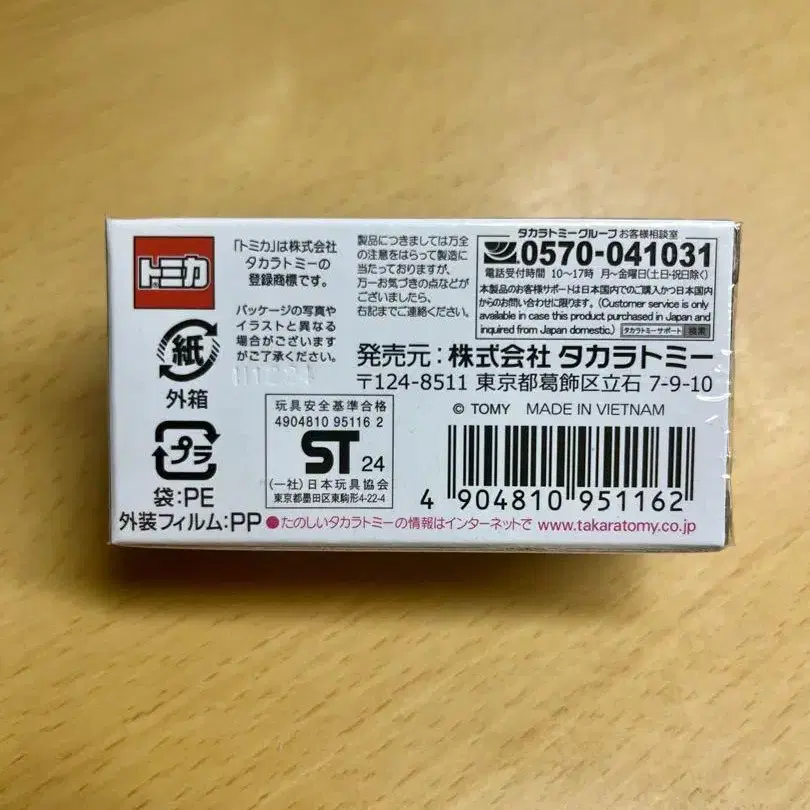 トミカ
「トミカ」は株式会社
タカラトミーの
登録商標です。
パッケージの写真や
イラストと異なる
場合がございます
がご了承ください。
製品につきましては万全
の注意をはらって製造に
当たっておりますが、
万一お気づきの点などが
ございましたら、
右記までご連絡ください。
タカラトミーグループ お客様相談室
0570-041031
電話受付時間 10〜17時 月〜金曜日(土日・祝日除く)
本製品のお客様サポートは日本国内でのご購入かつ日本国内
からのお問い合わせに限ります。(Customer service is only
available in case this product purchased in Japan and
inquired from Japan domestic.) タカラトミーサポート 検索
発売元:株式会社 タカラトミー
〒124-8511 東京都葛飾区立石 7-9-10
© TOMY MADE IN VIETNAM
紙
外箱
プラ
袋:PE
外装フィルム:PP
玩具安全基準合格
4904810 95116 2
ST 24
(一社)日本玩具協会
東京都墨田区東駒形4-22-4
4 904810 951162
●たのしいタカラトミーの情報はインターネットで www.takaratomy.co.jp